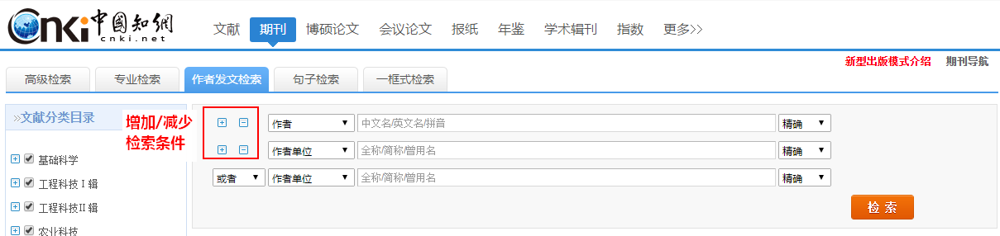 Cnki中國知網
cnki.net
文献 期刊 博硕论文 会议论文 报纸 年鉴 学术辑刊 指数 更多>>
新型出版模式介绍 期刊导航
高级检索 专业检索 作者发文检索 句子检索 一框式检索
»文献分类目录
增加/减少
检索条件
作者 中文名/英文名/拼音 精确
作者单位 全称/简称/曾用名 精确
或者 作者单位 全称/简称/曾用名 精确
检 索
基础科学
工程科技 I 辑
工程科技II 辑
农业科技